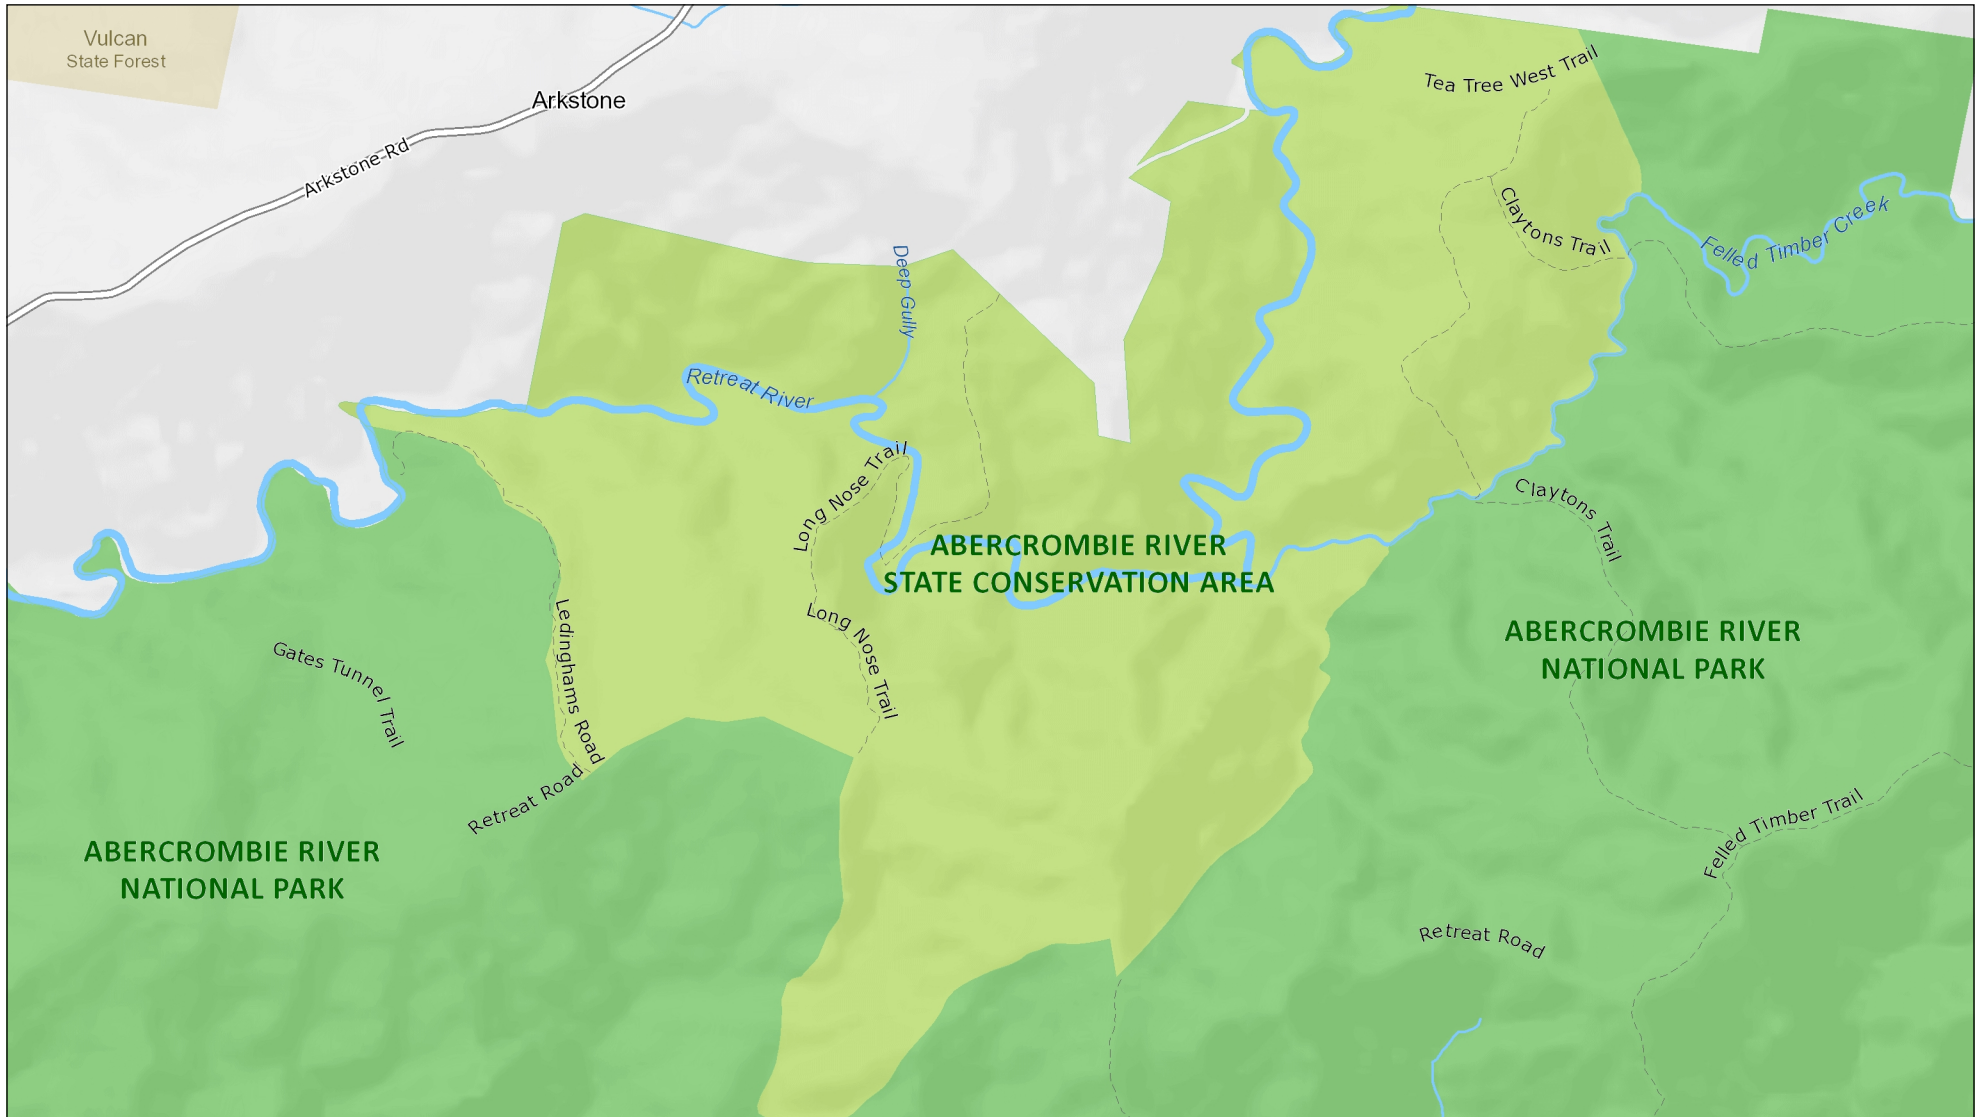 Vulcan
State Forest
Arkstone
Arkstone Rd
Tea Tree West Trail
Claytons Trail
Felled Timber Creek
Deep Gully
Retreat River
Long Nose Trail
Claytons Trail
ABERCROMBIE RIVER
STATE CONSERVATION AREA
Ledinghams Road
Long Nose Trail
ABERCROMBIE RIVER
NATIONAL PARK
Gates Tunnel Trail
Retreat Road
Felled Timber Trail
ABERCROMBIE RIVER
NATIONAL PARK
Retreat Road